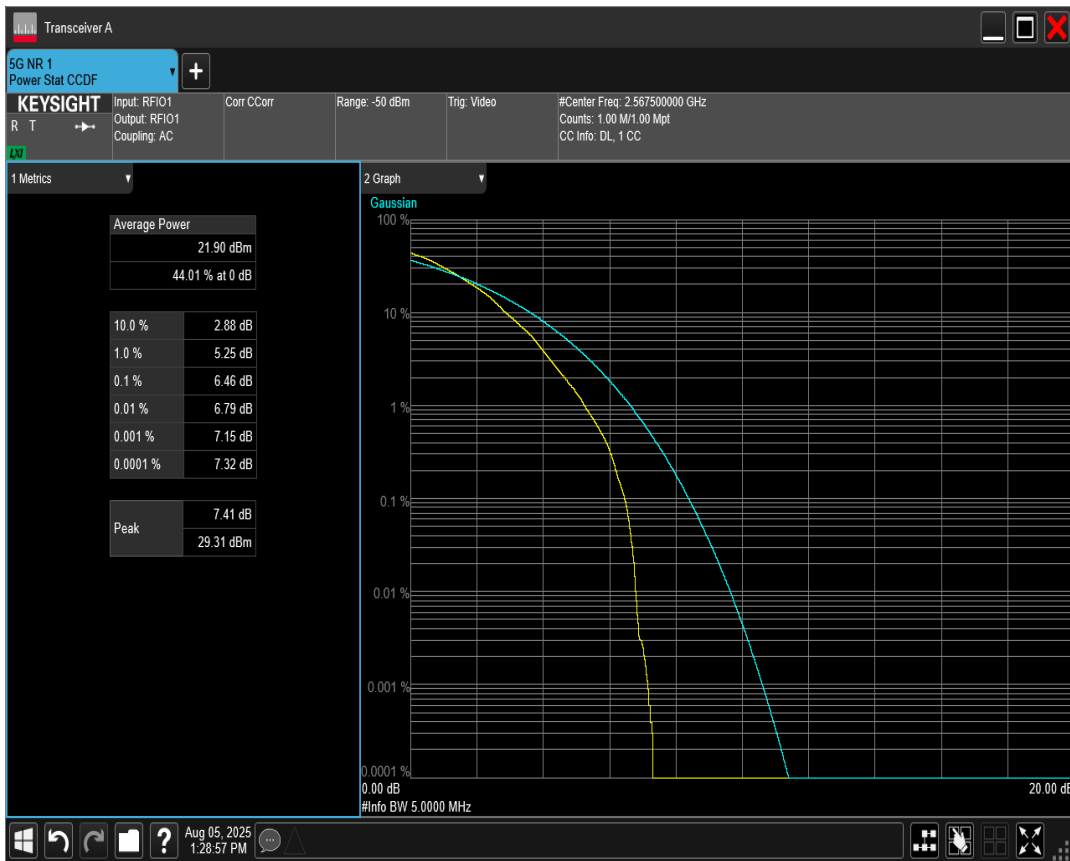 Transceiver A
5G NR 1
Power Stat CCDF
+
KEYSIGHT
R T
LXI
Input: RFIO1
Output: RFIO1
Coupling: AC
Corr CCorr
Range: -50 dBm
Trig: Video
#Center Freq: 2.567500000 GHz
Counts: 1.00 M/1.00 Mpt
CC Info: DL, 1 CC
1 Metrics
Average Power
21.90 dBm
44.01 % at 0 dB
10.0 % 2.88 dB
1.0 % 5.25 dB
0.1 % 6.46 dB
0.01 % 6.79 dB
0.001 % 7.15 dB
0.0001 % 7.32 dB
Peak
7.41 dB
29.31 dBm
2 Graph
Gaussian
100 %
10 %
1 %
0.1 %
0.01 %
0.001 %
0.0001 %
0.00 dB
20.00 dB
#Info BW 5.0000 MHz
?
Aug 05, 2025
1:28:57 PM